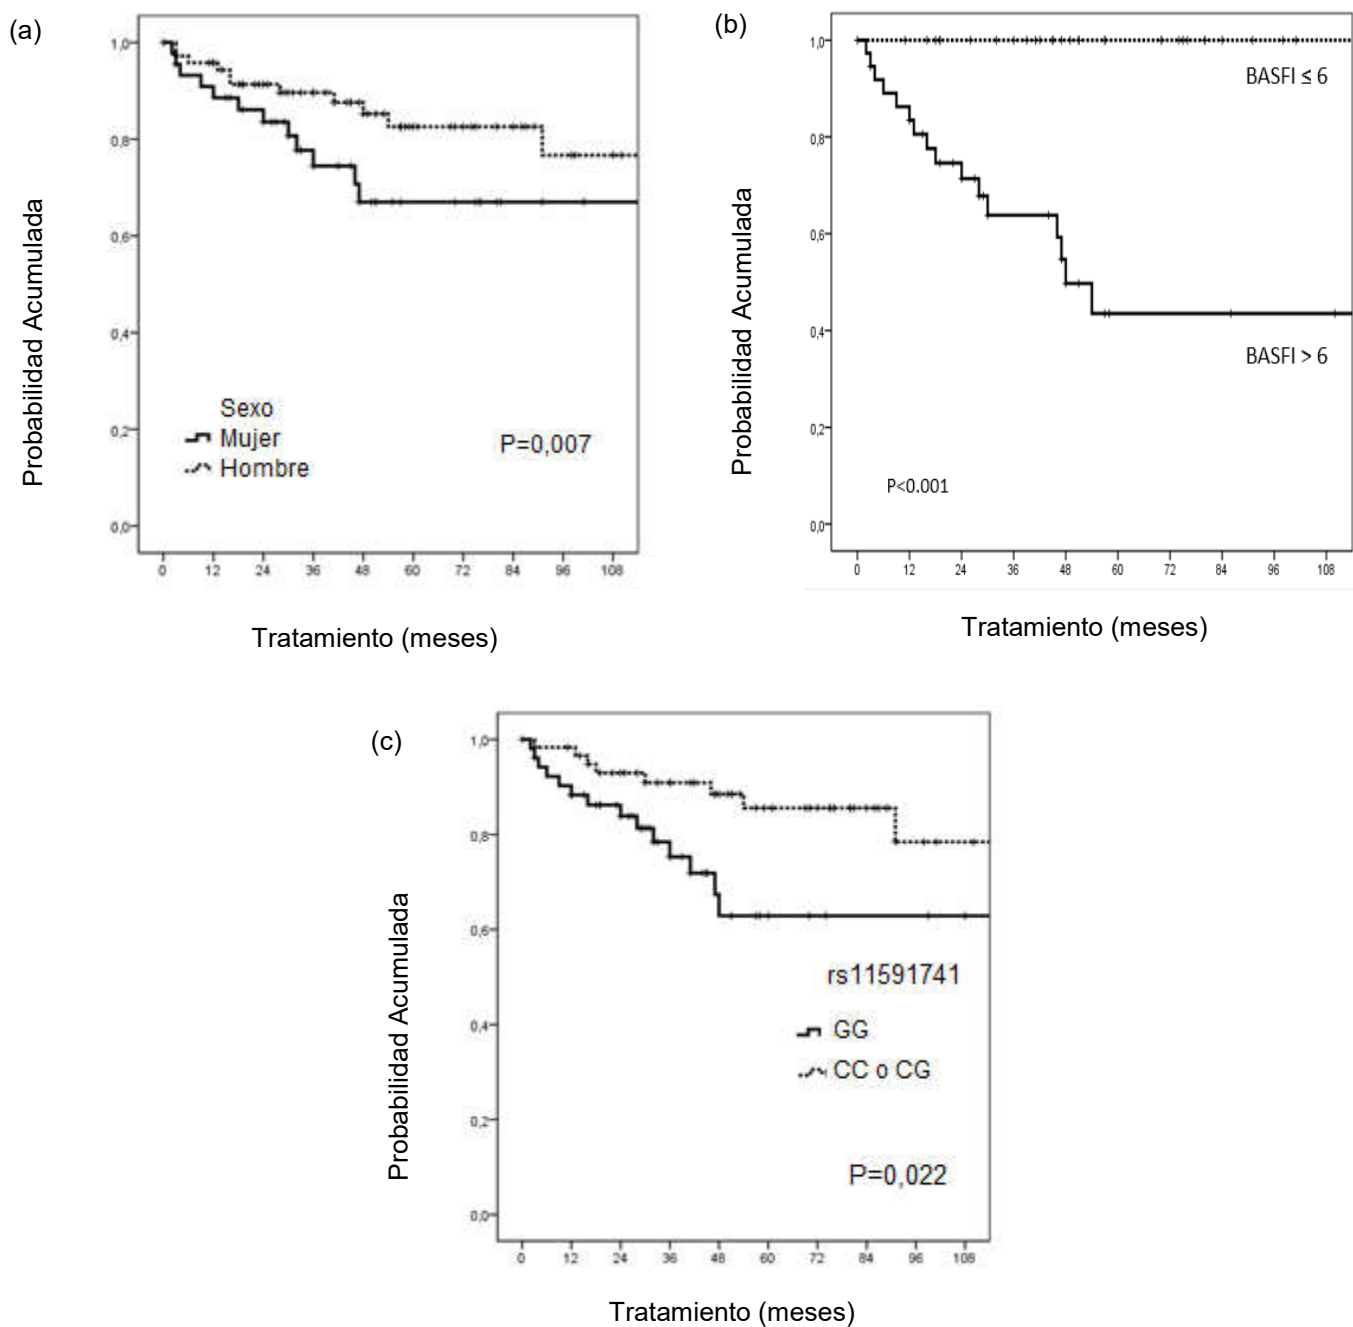 (a)
Probabilidad Acumulada
1,0
0,8
0,6
0,4
0,2
0,0
Sexo
Mujer
Hombre
P=0,007
0 12 24 36 48 60 72 84 96 108
Tratamiento (meses)
(b)
Probabilidad Acumulada
1,0
0,8
0,6
0,4
0,2
0,0
BASFI ≤ 6
BASFI > 6
P<0.001
0 12 24 36 48 60 72 84 96 108
Tratamiento (meses)
(c)
Probabilidad Acumulada
1,0
0,8
0,6
0,4
0,2
0,0
rs11591741
GG
CC o CG
P=0,022
0 12 24 36 48 60 72 84 96 108
Tratamiento (meses)